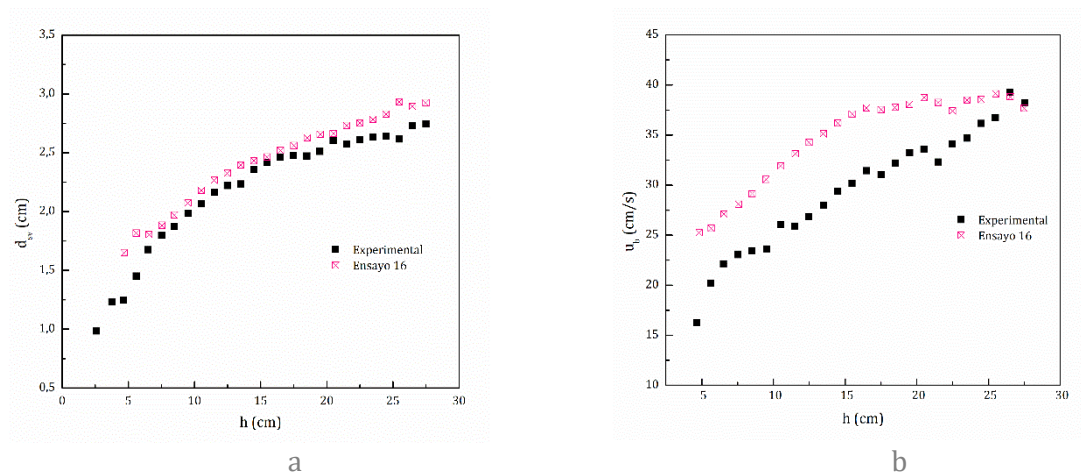 3,5
3,0
2,5
2,0
1,5
1,0
0,5
d_sv (cm)
Experimental
Ensayo 16
0 5 10 15 20 25 30
h (cm)
a
45
40
35
30
25
20
15
10
u_b (cm/s)
Experimental
Ensayo 16
5 10 15 20 25 30
h (cm)
b